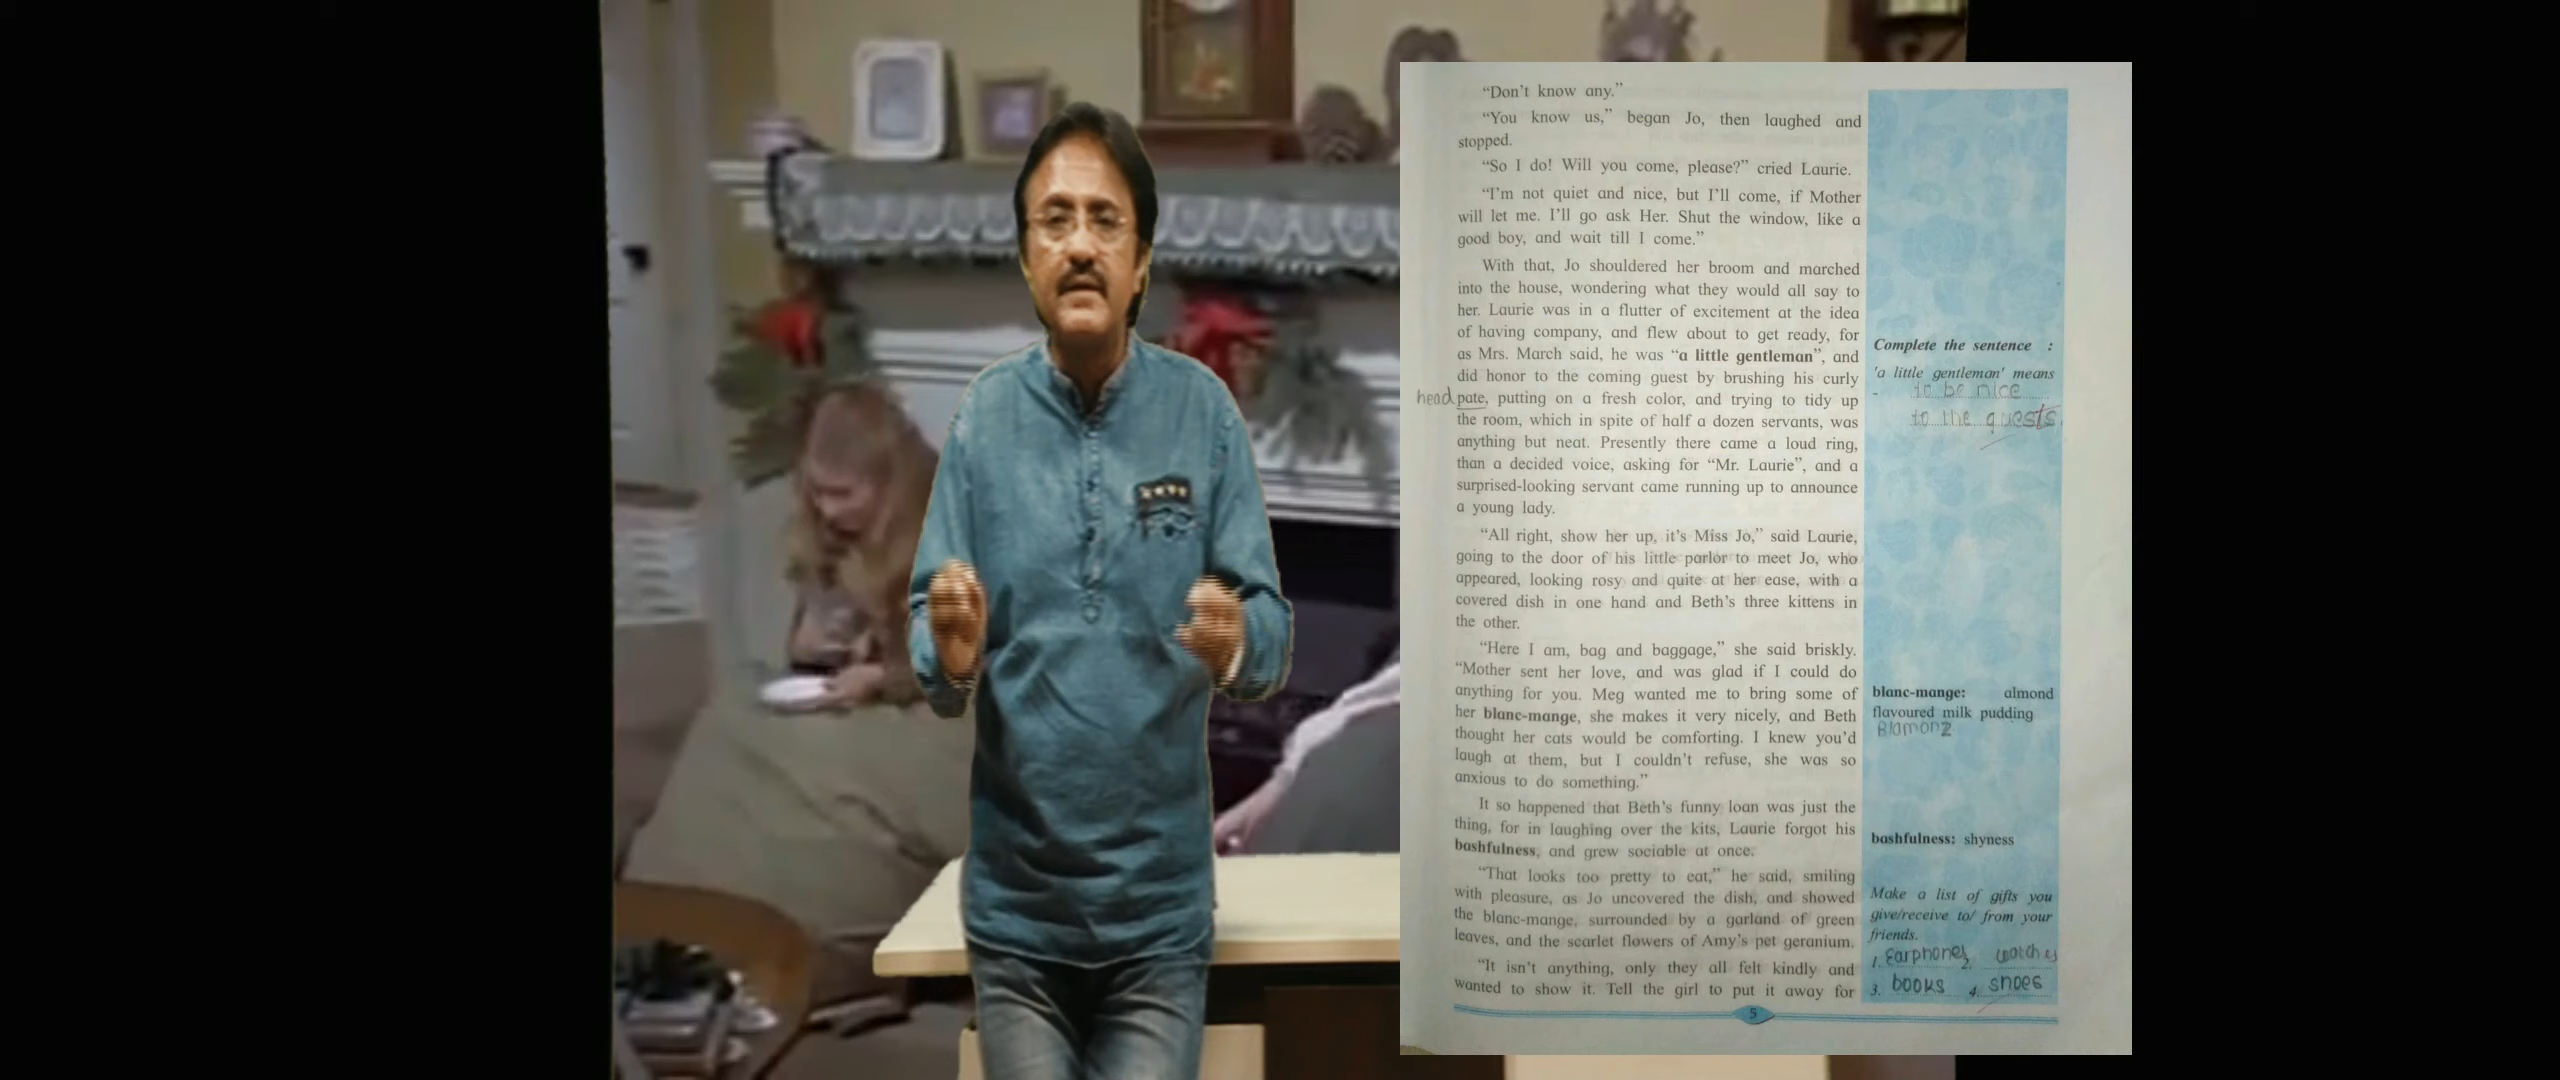 “Don’t know any.”
“You know us,” began Jo, then laughed and
stopped.
“So I do! Will you come, please?” cried Laurie.
“I’m not quiet and nice, but I’ll come, if Mother
will let me. I’ll go ask Her. Shut the window, like a
good boy, and wait till I come.”
With that, Jo shouldered her broom and marched
into the house, wondering what they would all say to
her. Laurie was in a flutter of excitement at the idea
of having company, and flew about to get ready, for
as Mrs. March said, he was “a little gentleman”, and
did honor to the coming guest by brushing his curly
head pate, putting on a fresh color, and trying to tidy up
the room, which in spite of half a dozen servants, was
anything but neat. Presently there came a loud ring,
than a decided voice, asking for “Mr. Laurie”, and a
surprised-looking servant came running up to announce
a young lady.
“All right, show her up, it’s Miss Jo,” said Laurie,
going to the door of his little parlor to meet Jo, who
appeared, looking rosy and quite at her ease, with a
covered dish in one hand and Beth’s three kittens in
the other.
“Here I am, bag and baggage,” she said briskly.
“Mother sent her love, and was glad if I could do
anything for you. Meg wanted me to bring some of
her blanc-mange, she makes it very nicely, and Beth
thought her cats would be comforting. I knew you’d
laugh at them, but I couldn’t refuse, she was so
anxious to do something.”
It so happened that Beth’s funny loan was just the
thing, for in laughing over the kits, Laurie forgot his
bashfulness, and grew sociable at once.
“That looks too pretty to eat,” he said, smiling
with pleasure, as Jo uncovered the dish, and showed
the blanc-mange, surrounded by a garland of green
leaves, and the scarlet flowers of Amy’s pet geranium.
“It isn’t anything, only they all felt kindly and
wanted to show it. Tell the girl to put it away for
Complete the sentence :
'a little gentleman' means
- to be nice
to the guests.
blanc-mange: almond
flavoured milk pudding
Blamonz
bashfulness: shyness
Make a list of gifts you
give/receive to/ from your
friends.
1. Earphones 2. watches
3. books 4. shoes
5